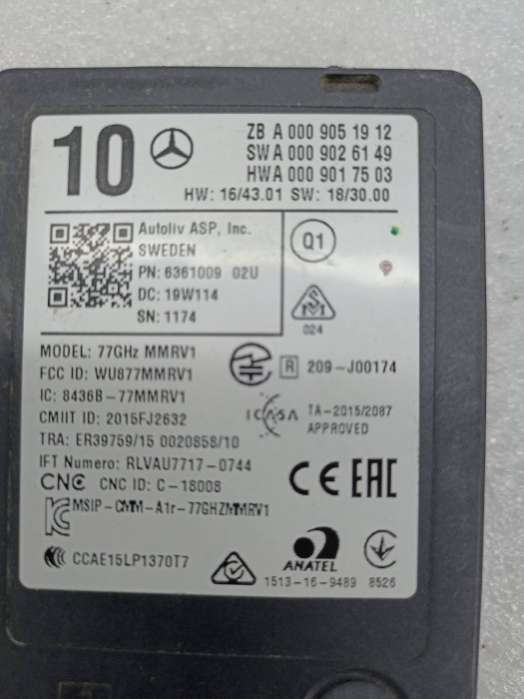 10
ZB A 000 905 19 12
SW A 000 902 61 49
HW A 000 901 75 03
HW: 16/43.01 SW: 18/30.00
Autoliv ASP, Inc.
SWEDEN
PN: 6361009 02U
DC: 19W114
SN: 1174
Q1
024
MODEL: 77GHz MMRV1
R 209-J00174
FCC ID: WU877MMRV1
IC: 8436B-77MMRV1
CMIIT ID: 2015FJ2632
ICASA TA-2015/2087
APPROVED
TRA: ER39759/15 0020858/10
IFT Numero: RLVAU7717-0744
CNC CNC ID: C-18008
CE EAC
MSIP-CMM-A1r-77GHZMMRV1
CCAE15LP1370T7
ANATEL
1513-16-9489 8526